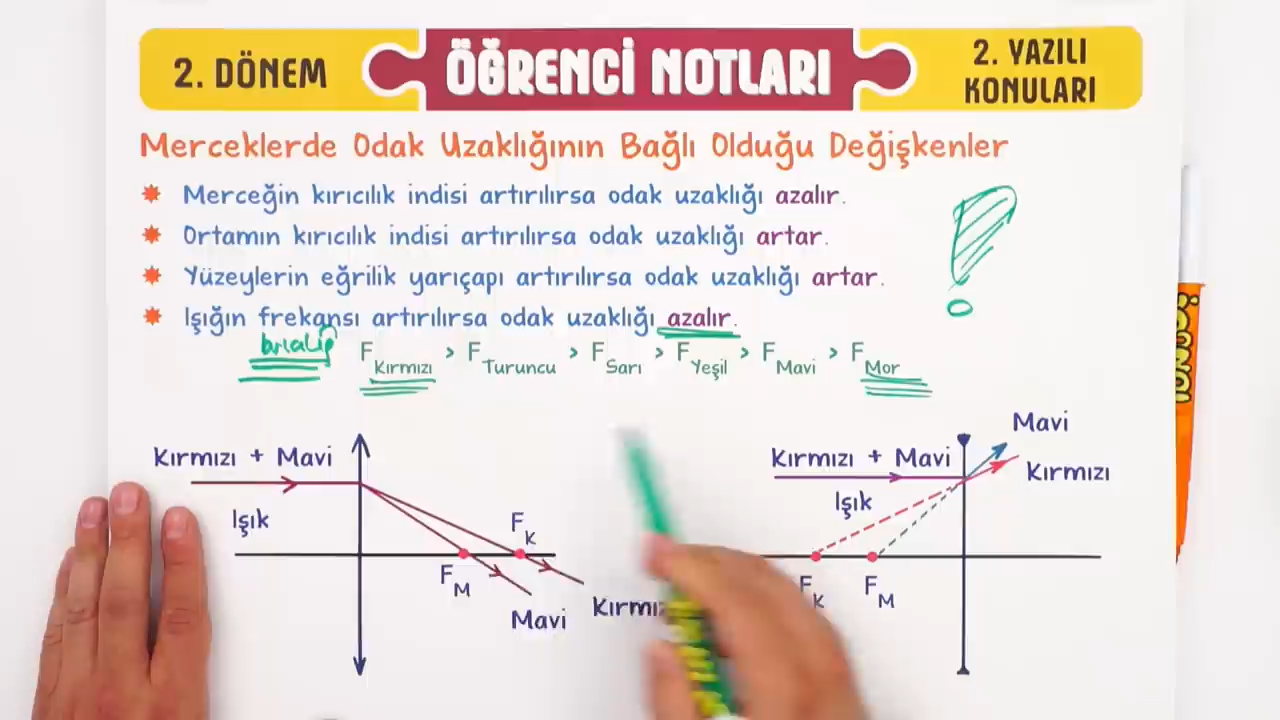 2. DÖNEM
ÖĞRENCİ NOTLARI
2. YAZILI
KONULARI
Merceklerde Odak Uzaklığının Bağlı Olduğu Değişkenler
Merceğin kırıcılık indisi artırılırsa odak uzaklığı azalır.
Ortamın kırıcılık indisi artırılırsa odak uzaklığı artar.
Yüzeylerin eğrilik yarıçapı artırılırsa odak uzaklığı artar.
Işığın frekansı artırılırsa odak uzaklığı azalır.
F Kırmızı > F Turuncu > F Sarı > F Yeşil > F Mavi > F Mor
Kırmızı + Mavi
Işık
F K
F M
Mavi
Kırmızı
Mavi
Kırmızı + Mavi
Kırmızı
Işık
F K
F M